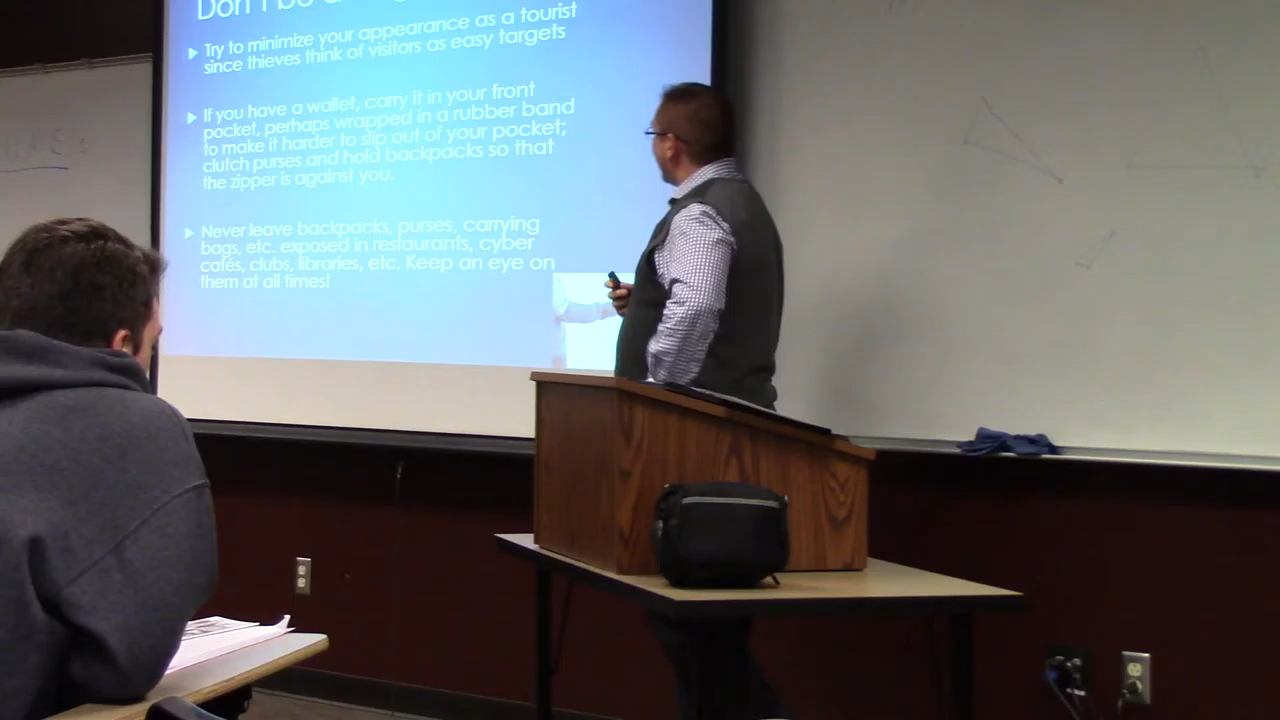 Don't be a
Try to minimize your appearance as a tourist
since thieves think of visitors as easy targets
If you have a wallet, carry it in your front
pocket, perhaps wrapped in a rubber band
to make it harder to slip out of your pocket;
clutch purses and hold backpacks so that
the zipper is against you.
Never leave backpacks, purses, carrying
bags, etc. exposed in restaurants, cyber
cafés, clubs, libraries, etc. Keep an eye on
them at all times!